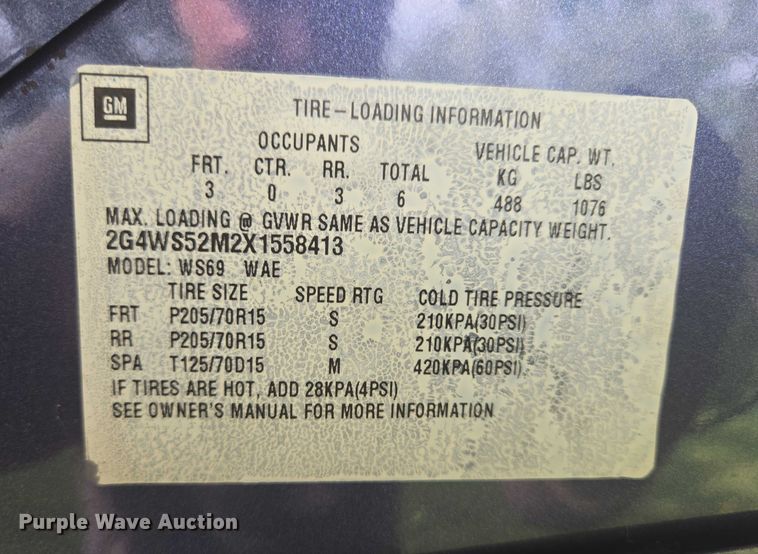 GM
TIRE-LOADING INFORMATION
OCCUPANTS VEHICLE CAP. WT.
FRT. CTR. RR. TOTAL KG LBS
3 0 3 6 488 1076
MAX. LOADING @ GVWR SAME AS VEHICLE CAPACITY WEIGHT.
2G4WS52M2X1558413
MODEL: WS69 WAE
TIRE SIZE SPEED RTG COLD TIRE PRESSURE
FRT P205/70R15 S 210KPA(30PSI)
RR P205/70R15 S 210KPA(30PSI)
SPA T125/70D15 M 420KPA(60PSI)
IF TIRES ARE HOT, ADD 28KPA(4PSI)
SEE OWNER'S MANUAL FOR MORE INFORMATION
Purple Wave Auction